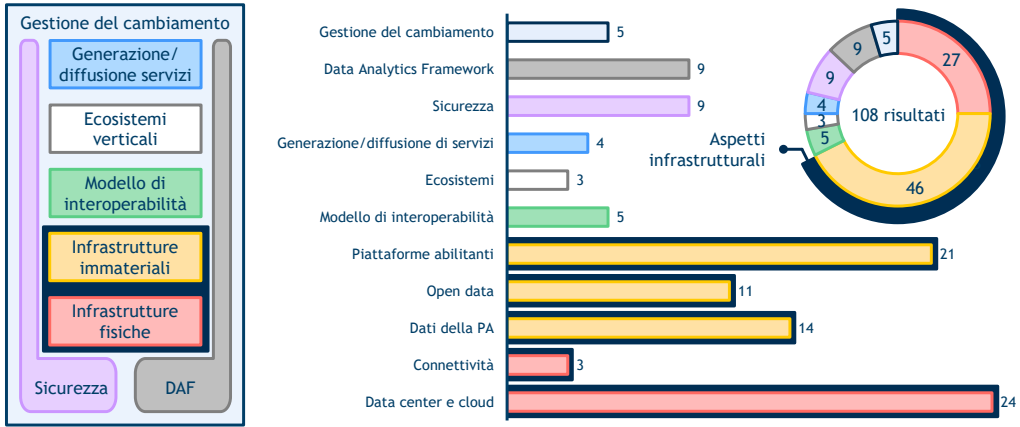 Gestione del cambiamento
Generazione/
diffusione servizi
Ecosistemi
verticali
Modello di
interoperabilità
Infrastrutture
immateriali
Infrastrutture
fisiche
Sicurezza
DAF
Gestione del cambiamento
5
Data Analytics Framework
9
Sicurezza
9
Generazione/diffusione di servizi
4
Ecosistemi
3
Modello di interoperabilità
5
Piattaforme abilitanti
21
Open data
11
Dati della PA
14
Connettività
3
Data center e cloud
24
5
27
9
9
4
3
5
46
108 risultati
Aspetti
infrastrutturali